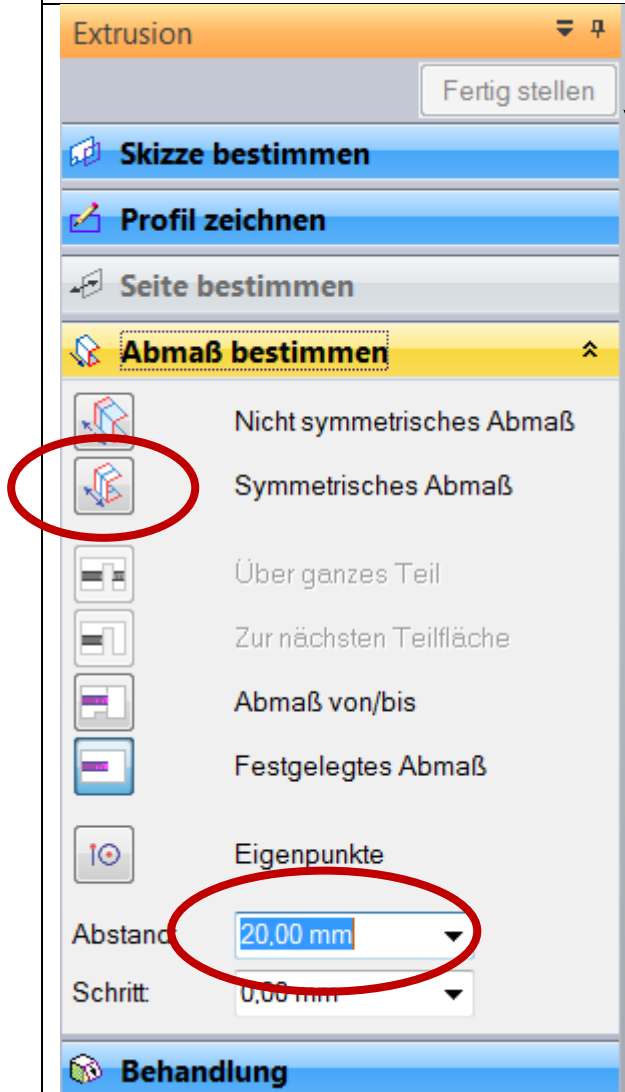 Extrusion
Fertig stellen
Skizze bestimmen
Profil zeichnen
Seite bestimmen
Abmaß bestimmen
Nicht symmetrisches Abmaß
Symmetrisches Abmaß
Über ganzes Teil
Zur nächsten Teilfläche
Abmaß von/bis
Festgelegtes Abmaß
Eigenpunkte
Abstand: 20,00 mm
Schritt: 0,00 mm
Behandlung